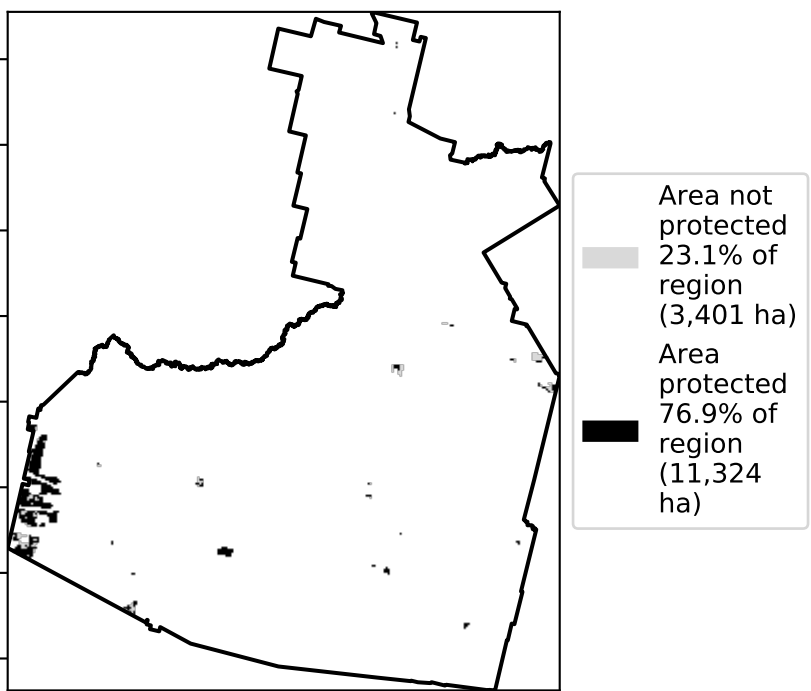 Area not
protected
23.1% of
region
(3,401 ha)
Area
protected
76.9% of
region
(11,324
ha)